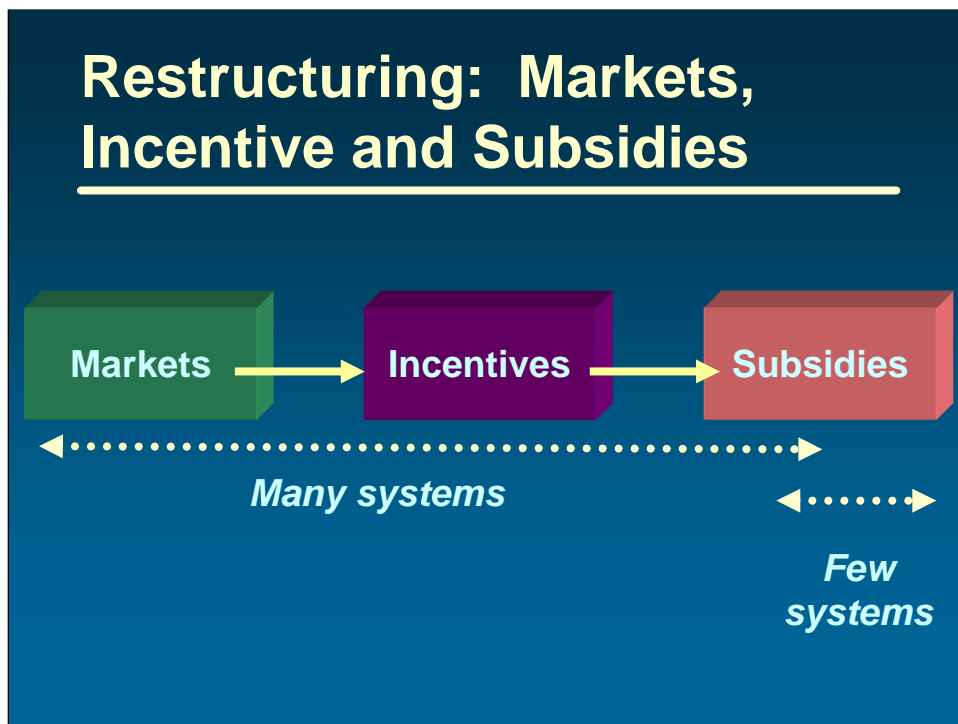 Restructuring: Markets,
Incentive and Subsidies
Markets
Incentives
Subsidies
Many systems
Few
systems